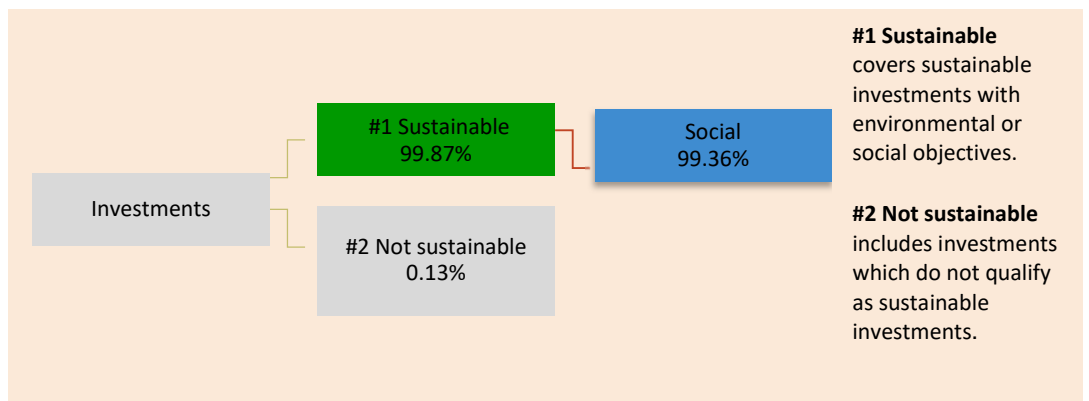 Investments
#1 Sustainable
99.87%
#2 Not sustainable
0.13%
Social
99.36%
#1 Sustainable
covers sustainable
investments with
environmental or
social objectives.
#2 Not sustainable
includes investments
which do not qualify
as sustainable
investments.